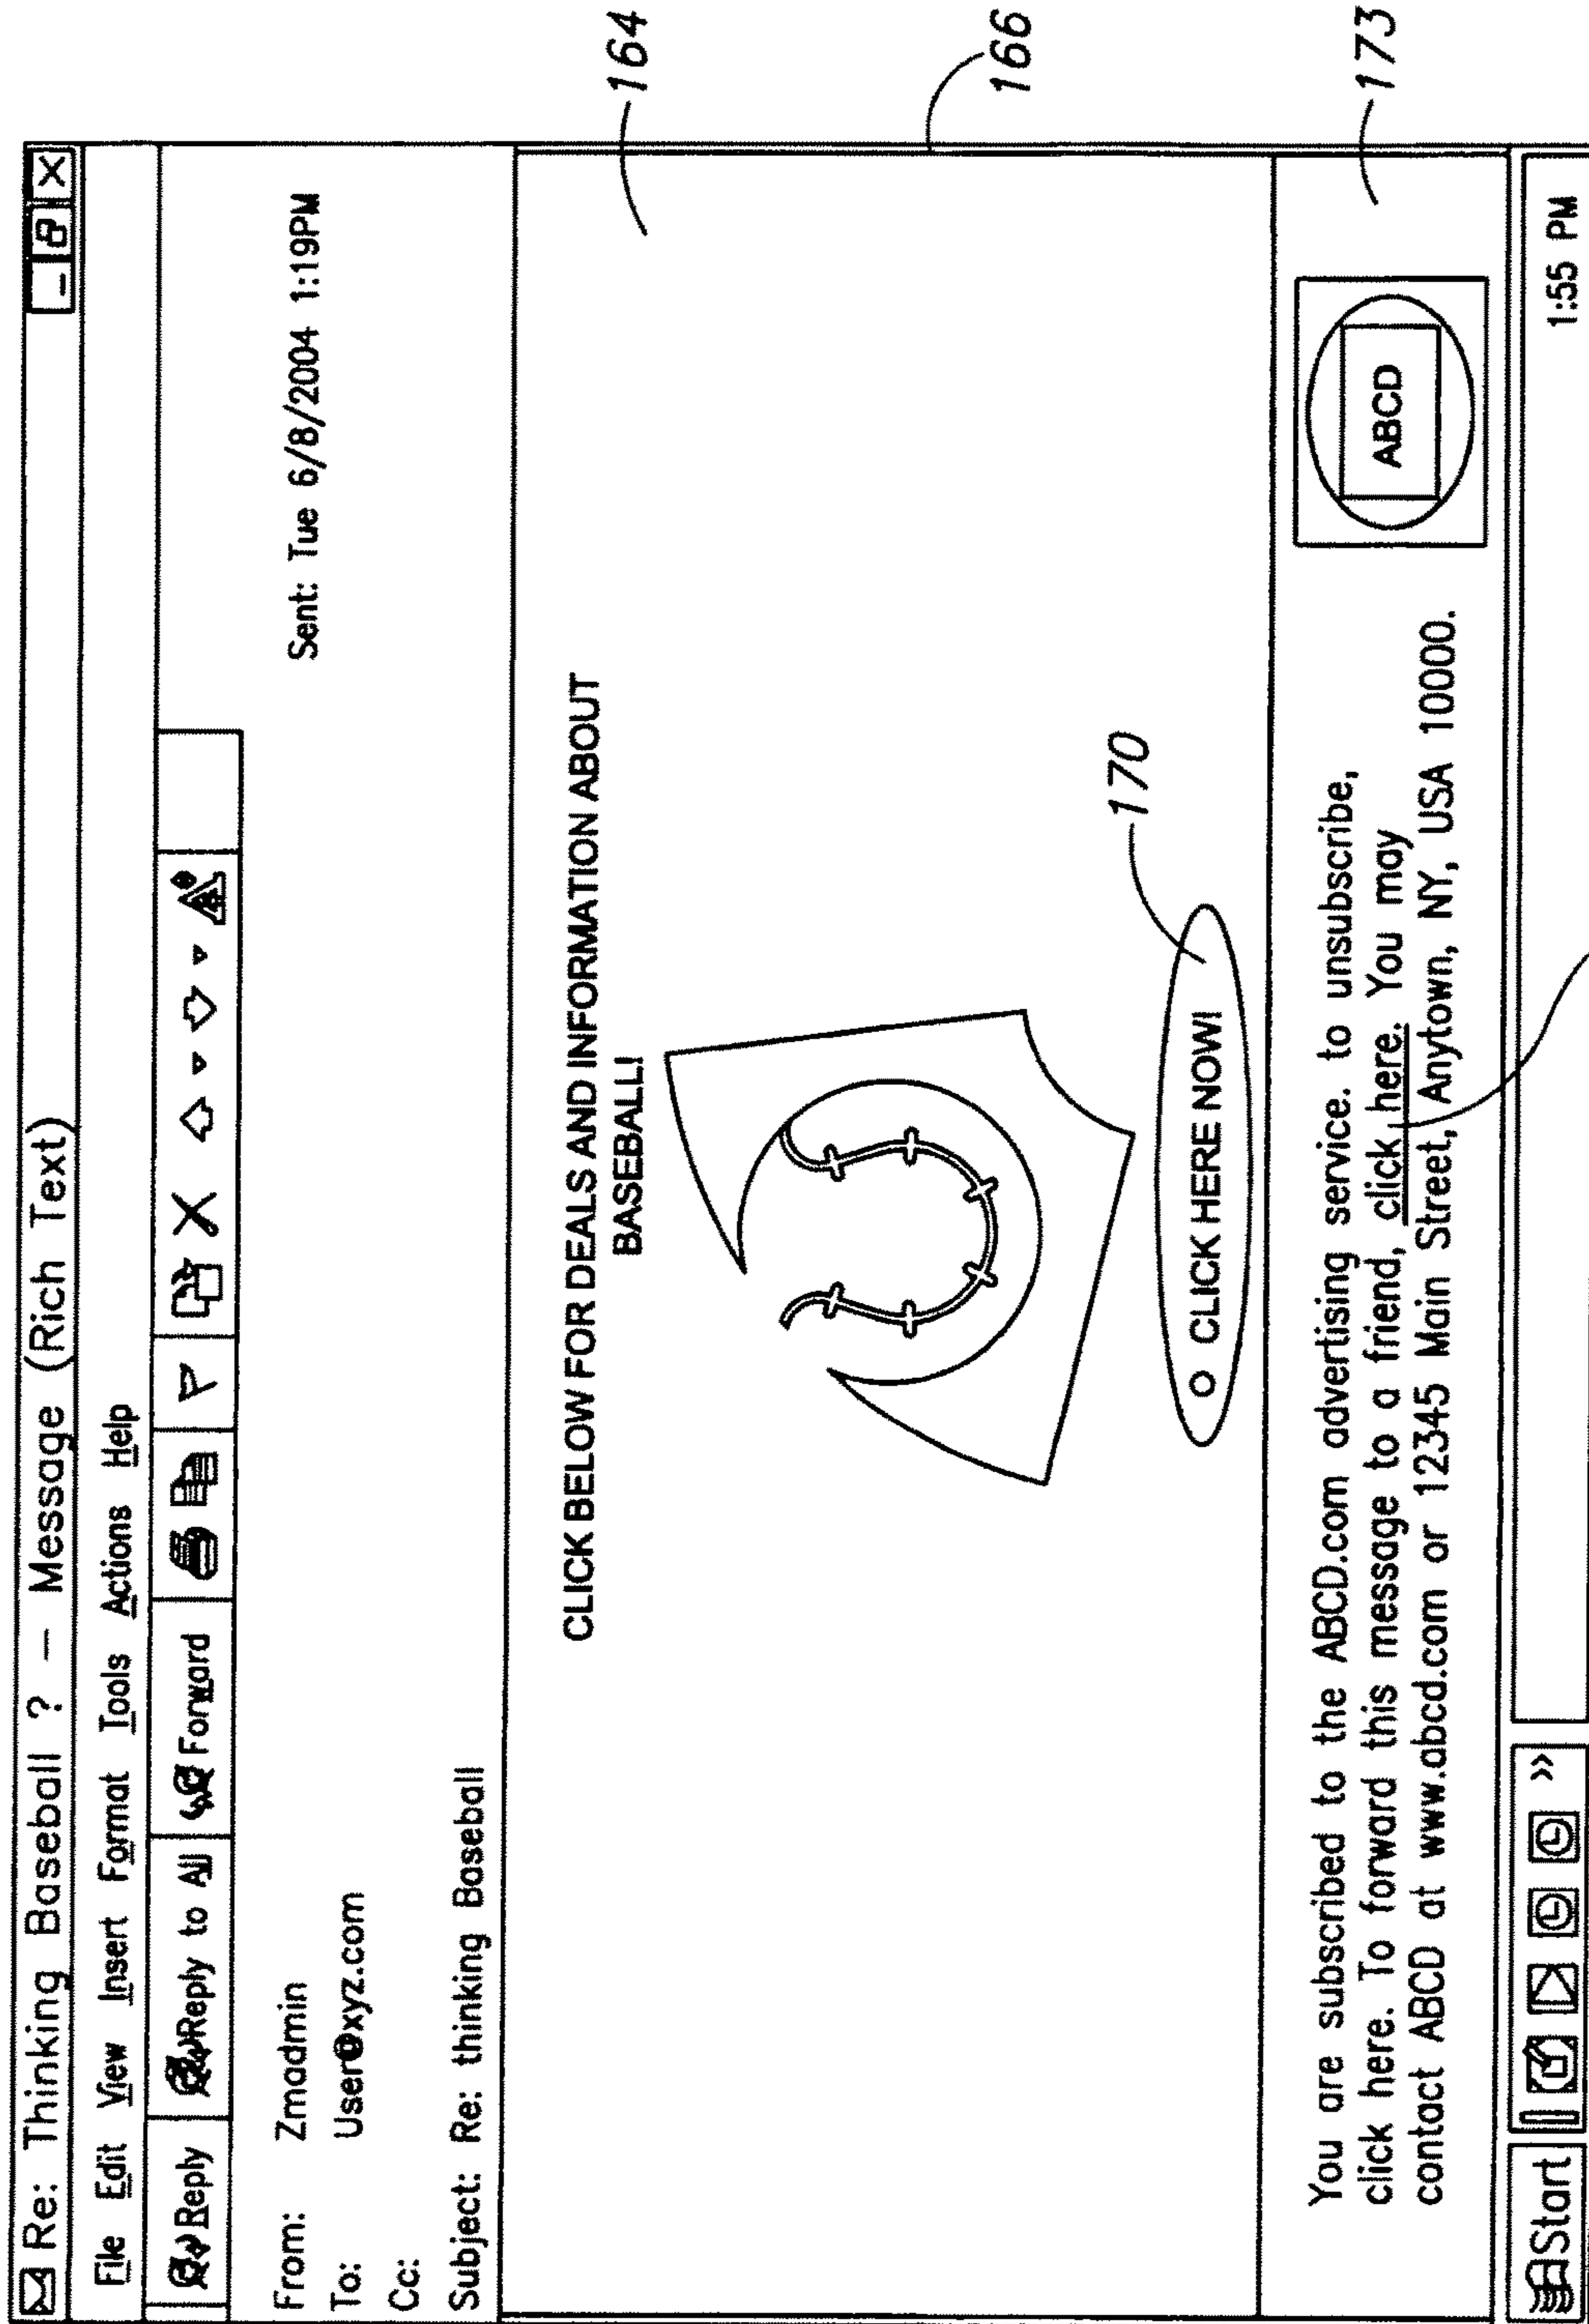 Re: Thinking Baseball ? – Message (Rich Text)
File Edit View Insert Format Tools Actions Help
Reply Reply to All Forward
From: Zmadmin
Sent: Tue 6/8/2004 1:19PM
To: User@xyz.com
Cc:
Subject: Re: thinking Baseball
164
CLICK BELOW FOR DEALS AND INFORMATION ABOUT
BASEBALL!
166
170
CLICK HERE NOW!
173
You are subscribed to the ABCD.com advertising service. to unsubscribe,
click here. To forward this message to a friend, click here. You may
contact ABCD at www.abcd.com or 12345 Main Street, Anytown, NY, USA 10000.
ABCD
Start » 1:55 PM